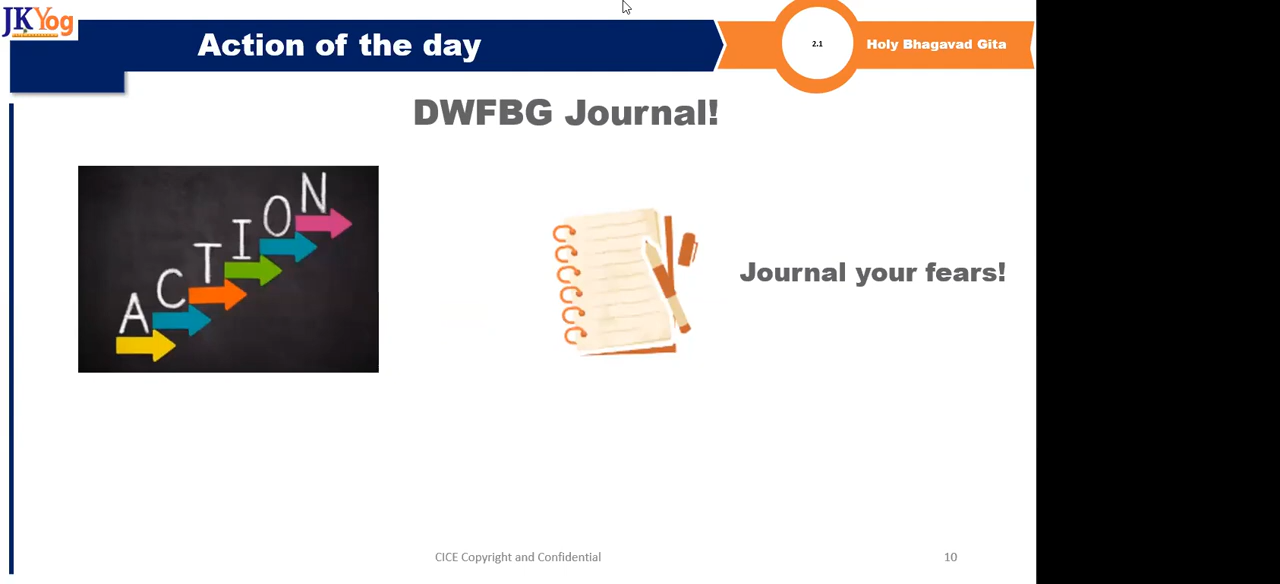 JKYog
Action of the day
2.1
Holy Bhagavad Gita
DWFBG Journal!
ACTION
Journal your fears!
CICE Copyright and Confidential
10